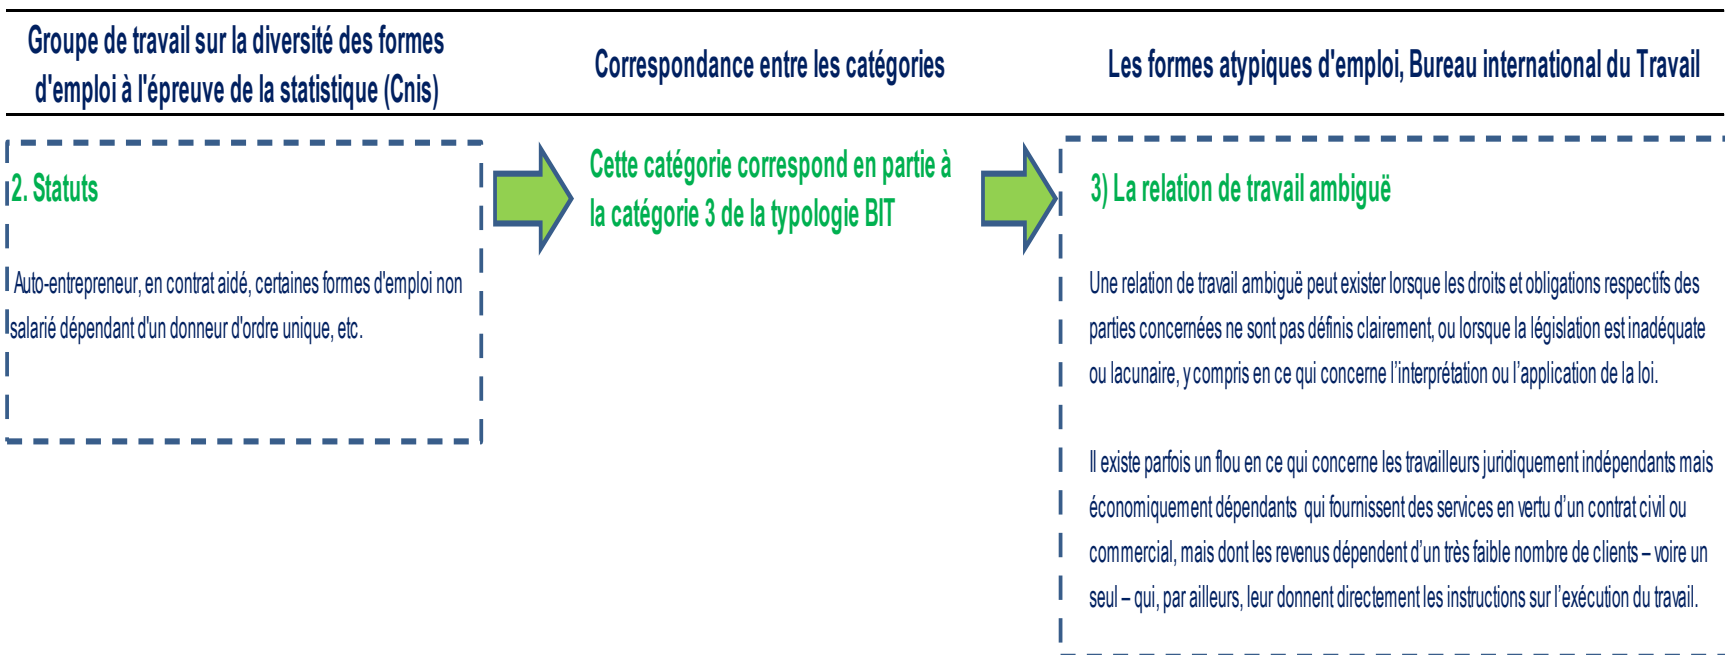 Groupe de travail sur la diversité des formes
d'emploi à l'épreuve de la statistique (Cnis)
Correspondance entre les catégories
Les formes atypiques d'emploi, Bureau international du Travail
2. Statuts
Auto-entrepreneur, en contrat aidé, certaines formes d'emploi non
salarié dépendant d'un donneur d'ordre unique, etc.
Cette catégorie correspond en partie à
la catégorie 3 de la typologie BIT
3) La relation de travail ambiguë
Une relation de travail ambiguë peut exister lorsque les droits et obligations respectifs des
parties concernées ne sont pas définis clairement, ou lorsque la législation est inadéquate
ou lacunaire, y compris en ce qui concerne l’interprétation ou l’application de la loi.
Il existe parfois un flou en ce qui concerne les travailleurs juridiquement indépendants mais
économiquement dépendants qui fournissent des services en vertu d’un contrat civil ou
commercial, mais dont les revenus dépendent d’un très faible nombre de clients – voire un
seul – qui, par ailleurs, leur donnent directement les instructions sur l’exécution du travail.